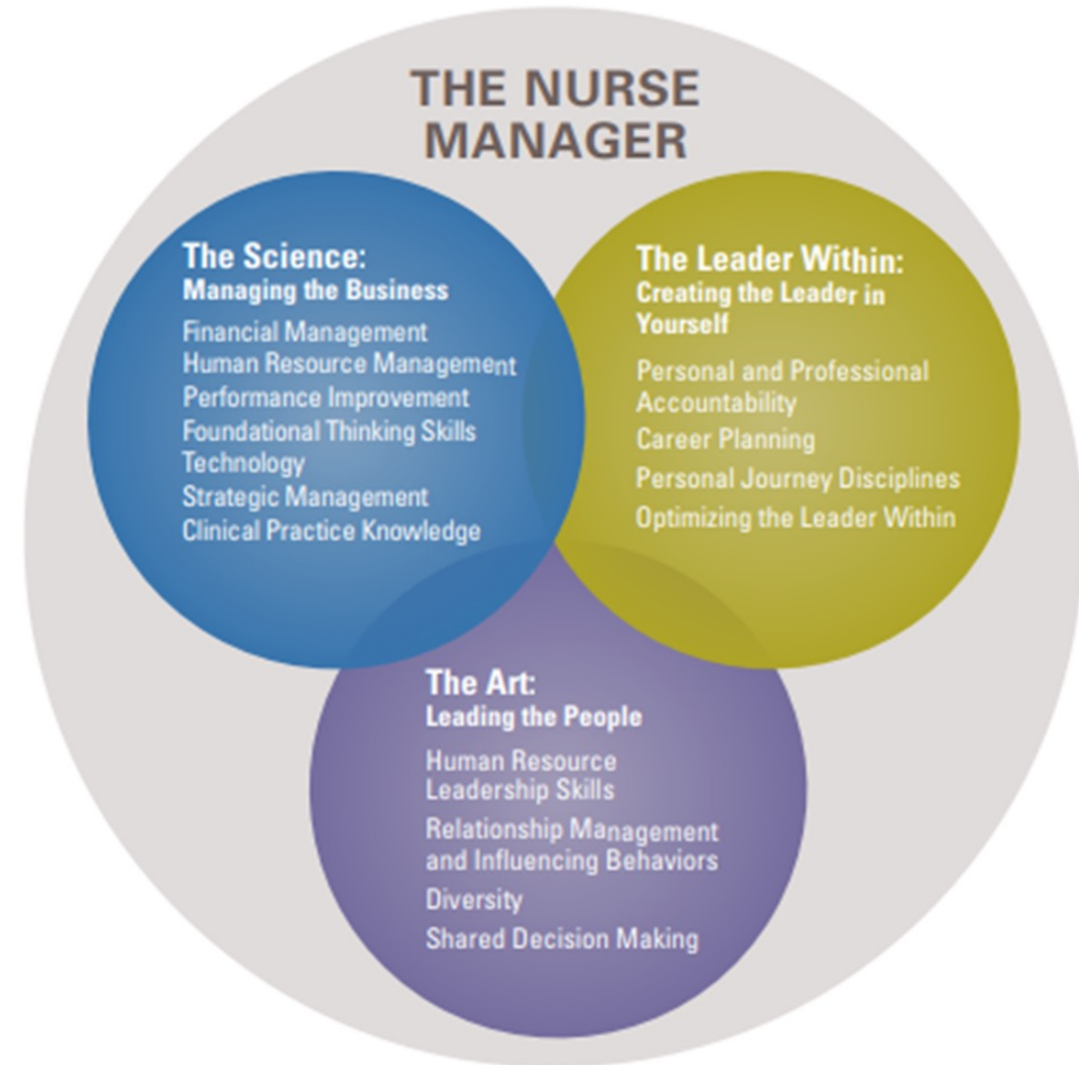 THE NURSE
MANAGER
The Science:
Managing the Business
Financial Management
Human Resource Management
Performance Improvement
Foundational Thinking Skills
Technology
Strategic Management
Clinical Practice Knowledge
The Leader Within:
Creating the Leader in
Yourself
Personal and Professional
Accountability
Career Planning
Personal Journey Disciplines
Optimizing the Leader Within
The Art:
Leading the People
Human Resource
Leadership Skills
Relationship Management
and Influencing Behaviors
Diversity
Shared Decision Making